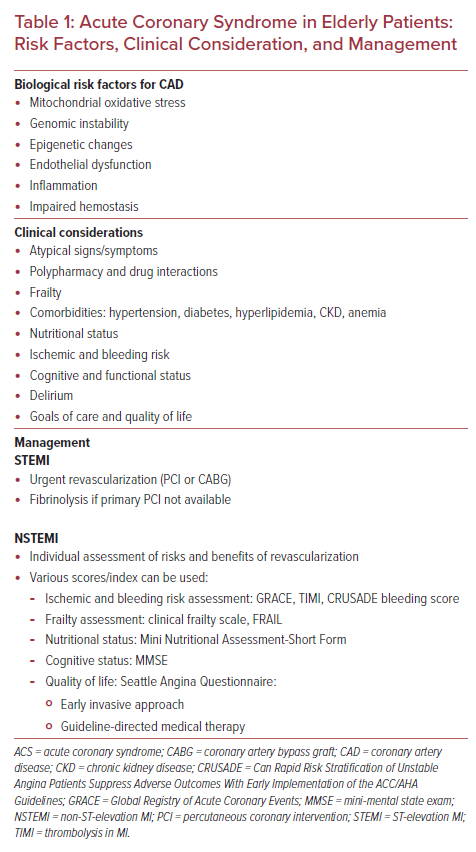 Table 1: Acute Coronary Syndrome in Elderly Patients:
Risk Factors, Clinical Consideration, and Management
Biological risk factors for CAD
• Mitochondrial oxidative stress
• Genomic instability
• Epigenetic changes
• Endothelial dysfunction
• Inflammation
• Impaired hemostasis
Clinical considerations
• Atypical signs/symptoms
• Polypharmacy and drug interactions
• Frailty
• Comorbidities: hypertension, diabetes, hyperlipidemia, CKD, anemia
• Nutritional status
• Ischemic and bleeding risk
• Cognitive and functional status
• Delirium
• Goals of care and quality of life
Management
STEMI
• Urgent revascularization (PCI or CABG)
• Fibrinolysis if primary PCI not available
NSTEMI
• Individual assessment of risks and benefits of revascularization
• Various scores/index can be used:
- Ischemic and bleeding risk assessment: GRACE, TIMI, CRUSADE bleeding score
- Frailty assessment: clinical frailty scale, FRAIL
- Nutritional status: Mini Nutritional Assessment-Short Form
- Cognitive status: MMSE
- Quality of life: Seattle Angina Questionnaire:
o Early invasive approach
o Guideline-directed medical therapy
ACS = acute coronary syndrome; CABG = coronary artery bypass graft; CAD = coronary artery
disease; CKD = chronic kidney disease; CRUSADE = Can Rapid Risk Stratification of Unstable
Angina Patients Suppress Adverse Outcomes With Early Implementation of the ACC/AHA
Guidelines; GRACE = Global Registry of Acute Coronary Events; MMSE = mini-mental state exam;
NSTEMI = non-ST-elevation MI; PCI = percutaneous coronary intervention; STEMI = ST-elevation MI;
TIMI = thrombolysis in MI.